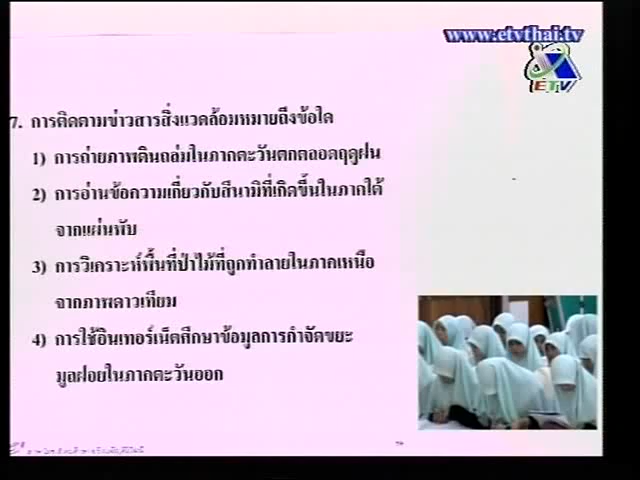 www.etvthai.tv
ETV
7. การติดตามข่าวสารสิ่งแวดล้อมหมายถึงข้อใด
1) การถ่ายภาพดินถล่มในภาคตะวันตกตลอดฤดูฝน
2) การอ่านข้อความเกี่ยวกับสึนามิที่เกิดขึ้นในภาคใต้
จากแผ่นพับ
3) การวิเคราะห์พื้นที่ป่าไม้ที่ถูกทำลายในภาคเหนือ
จากภาพดาวเทียม
4) การใช้อินเทอร์เน็ตศึกษาข้อมูลการกำจัดขยะ
มูลฝอยในภาคตะวันออก